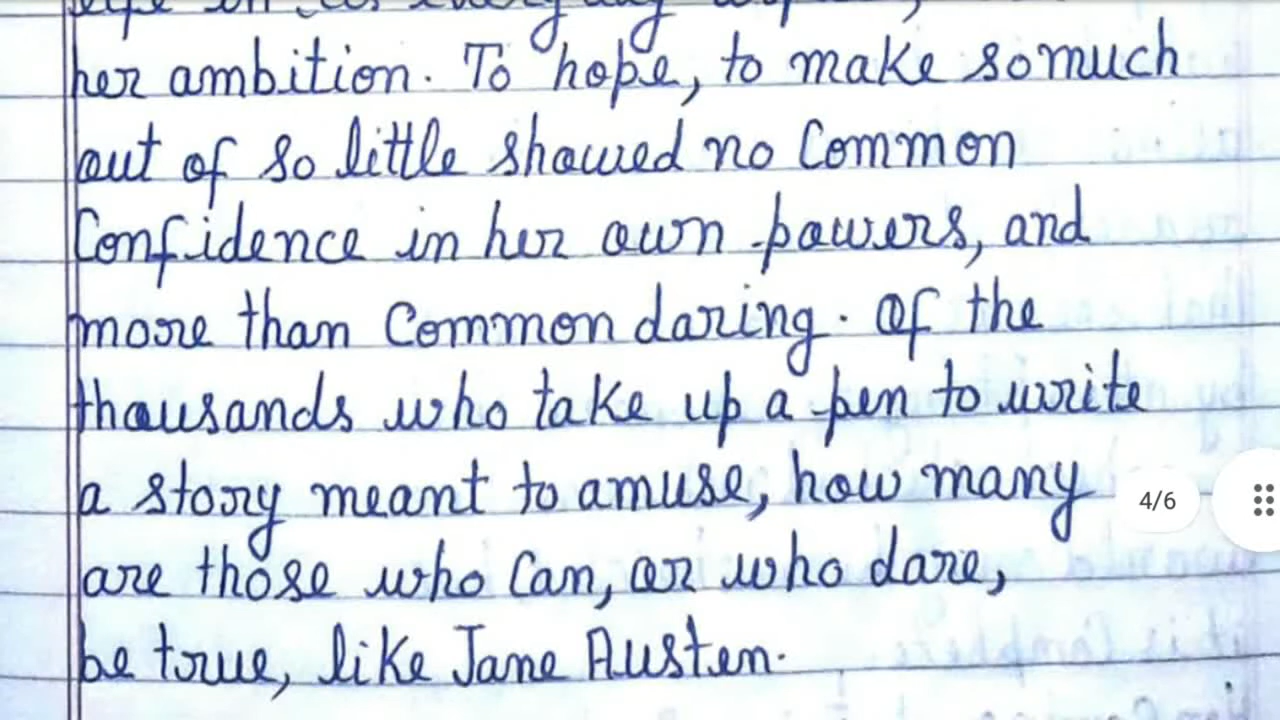 her ambition. To hope, to make somuch
out of so little showed no Common
Confidence in her own powers, and
more than Common daring. Of the
thousands who take up a pen to write
a story meant to amuse, how many
4/6
are those who Can, or who dare,
be true, like Jane Austen.